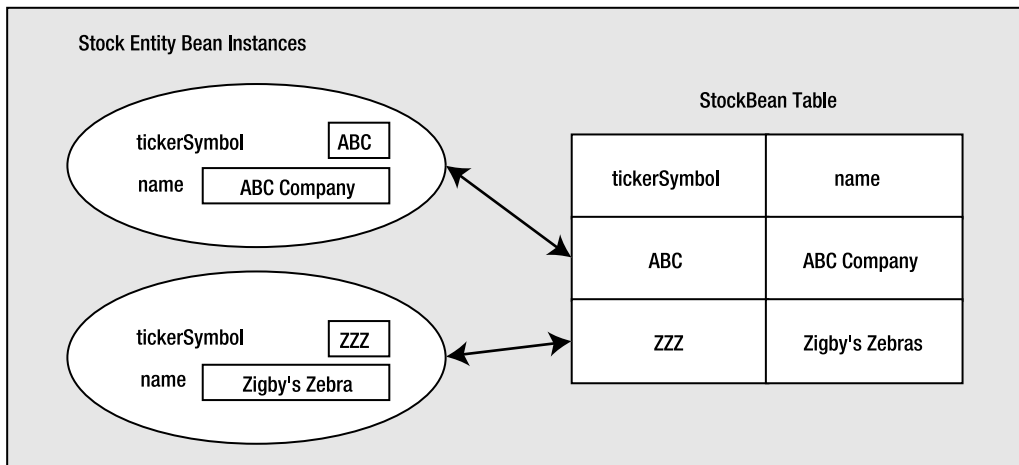 Stock Entity Bean Instances
tickerSymbol ABC
name ABC Company
tickerSymbol ZZZ
name Zigby's Zebra
StockBean Table
tickerSymbol name
ABC ABC Company
ZZZ Zigby's Zebras